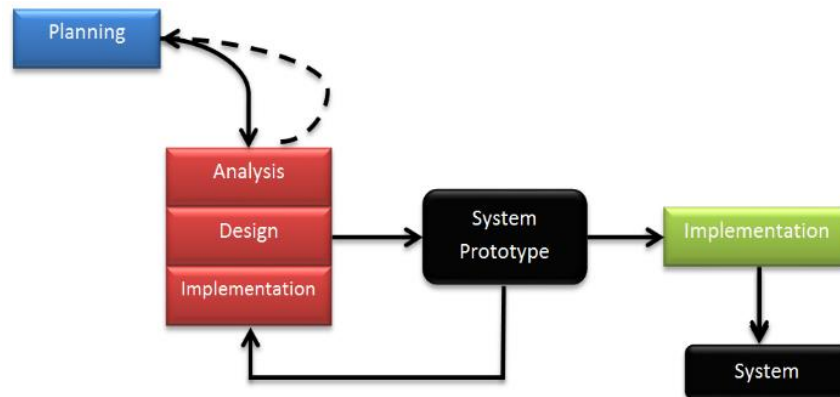 Planning
Analysis
Design
Implementation
System
Prototype
Implementation
System